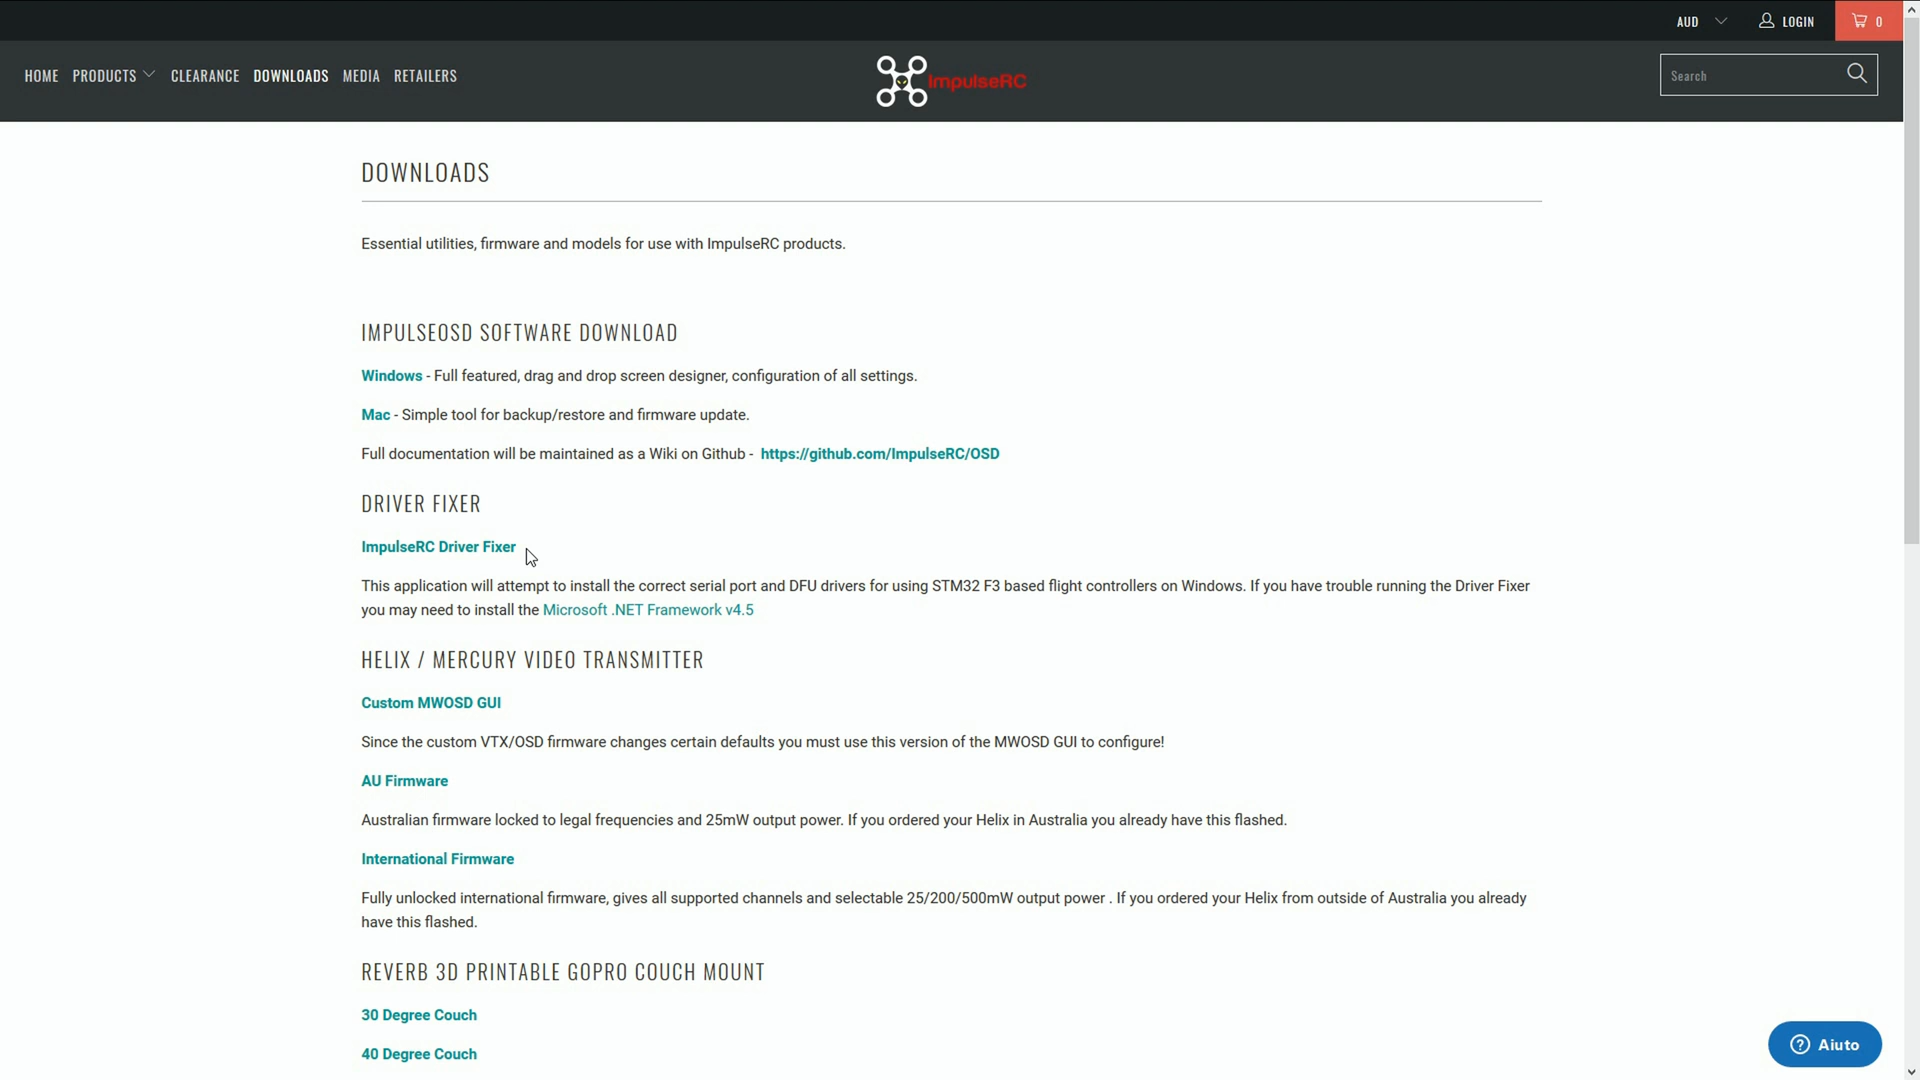 AUD LOGIN 0
HOME PRODUCTS CLEARANCE DOWNLOADS MEDIA RETAILERS
ImpulseRC
Search
DOWNLOADS
Essential utilities, firmware and models for use with ImpulseRC products.
IMPULSEOSD SOFTWARE DOWNLOAD
Windows - Full featured, drag and drop screen designer, configuration of all settings.
Mac - Simple tool for backup/restore and firmware update.
Full documentation will be maintained as a Wiki on Github - https://github.com/ImpulseRC/OSD
DRIVER FIXER
ImpulseRC Driver Fixer
This application will attempt to install the correct serial port and DFU drivers for using STM32 F3 based flight controllers on Windows. If you have trouble running the Driver Fixer
you may need to install the Microsoft .NET Framework v4.5
HELIX / MERCURY VIDEO TRANSMITTER
Custom MWOSD GUI
Since the custom VTX/OSD firmware changes certain defaults you must use this version of the MWOSD GUI to configure!
AU Firmware
Australian firmware locked to legal frequencies and 25mW output power. If you ordered your Helix in Australia you already have this flashed.
International Firmware
Fully unlocked international firmware, gives all supported channels and selectable 25/200/500mW output power . If you ordered your Helix from outside of Australia you already
have this flashed.
REVERB 3D PRINTABLE GOPRO COUCH MOUNT
30 Degree Couch
40 Degree Couch
Aiuto